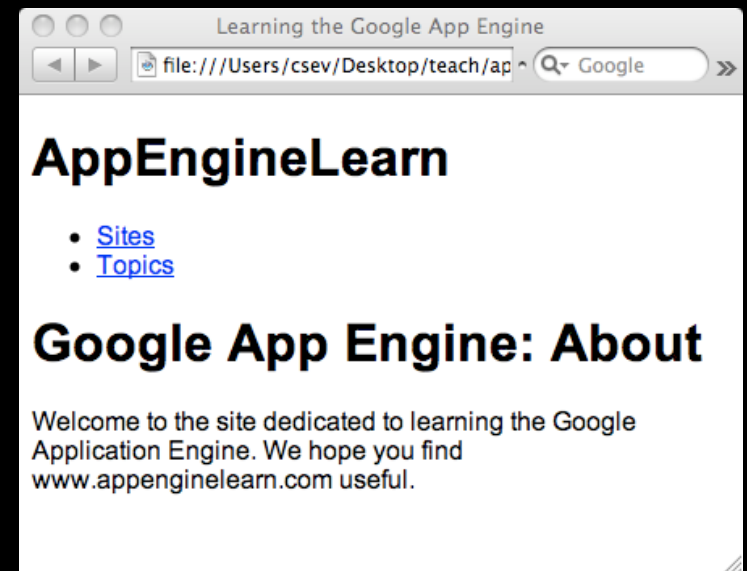 Learning the Google App Engine
file:///Users/csev/Desktop/teach/ap
Google
AppEngineLearn
• Sites
• Topics
Google App Engine: About
Welcome to the site dedicated to learning the Google
Application Engine. We hope you find
www.appenginelearn.com useful.